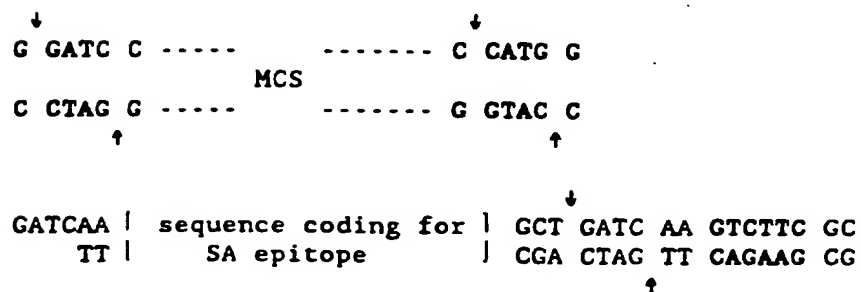 G GATC C ----- ------- C CATG G
MCS
C CTAG G ----- ------- G GTAC C
GATCAA | sequence coding for | GCT GATC AA GTCTTC GC
TT | SA epitope | CGA CTAG TT CAGAAG CG